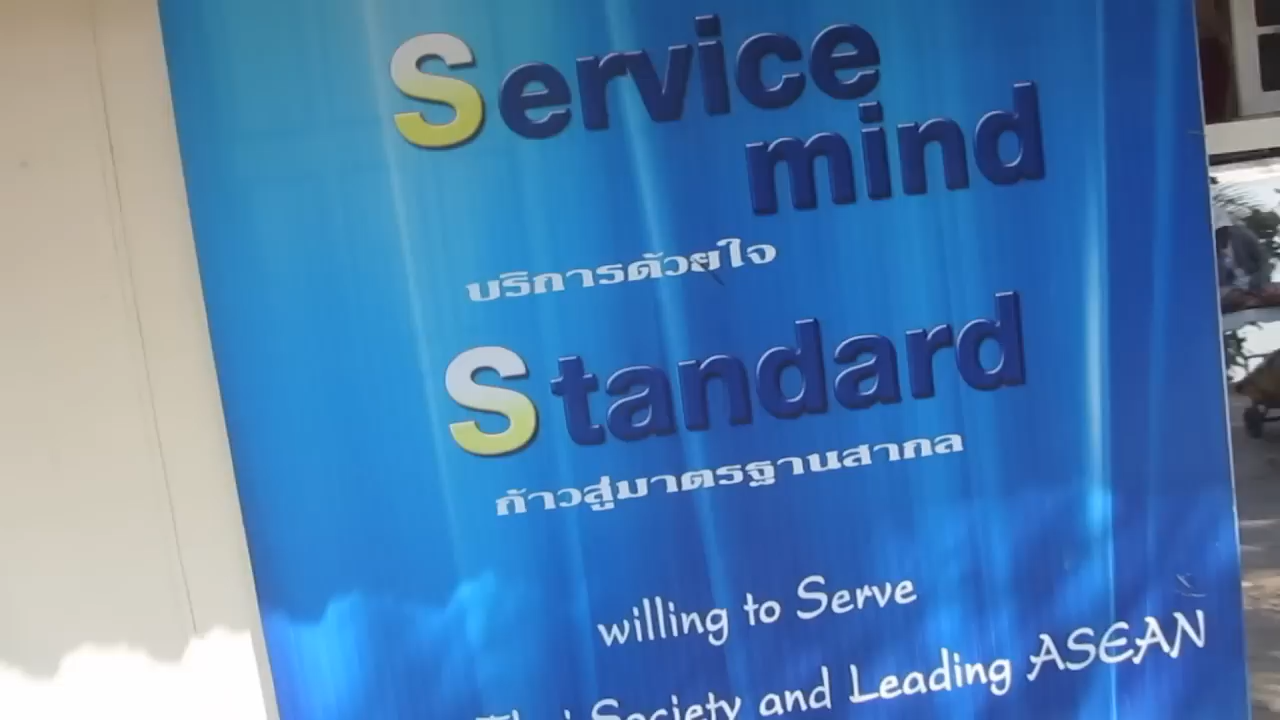 Service
mind
บริการด้วยใจ
Standard
ก้าวสู่มาตรฐานสากล
willing to Serve
Society and Leading ASEAN